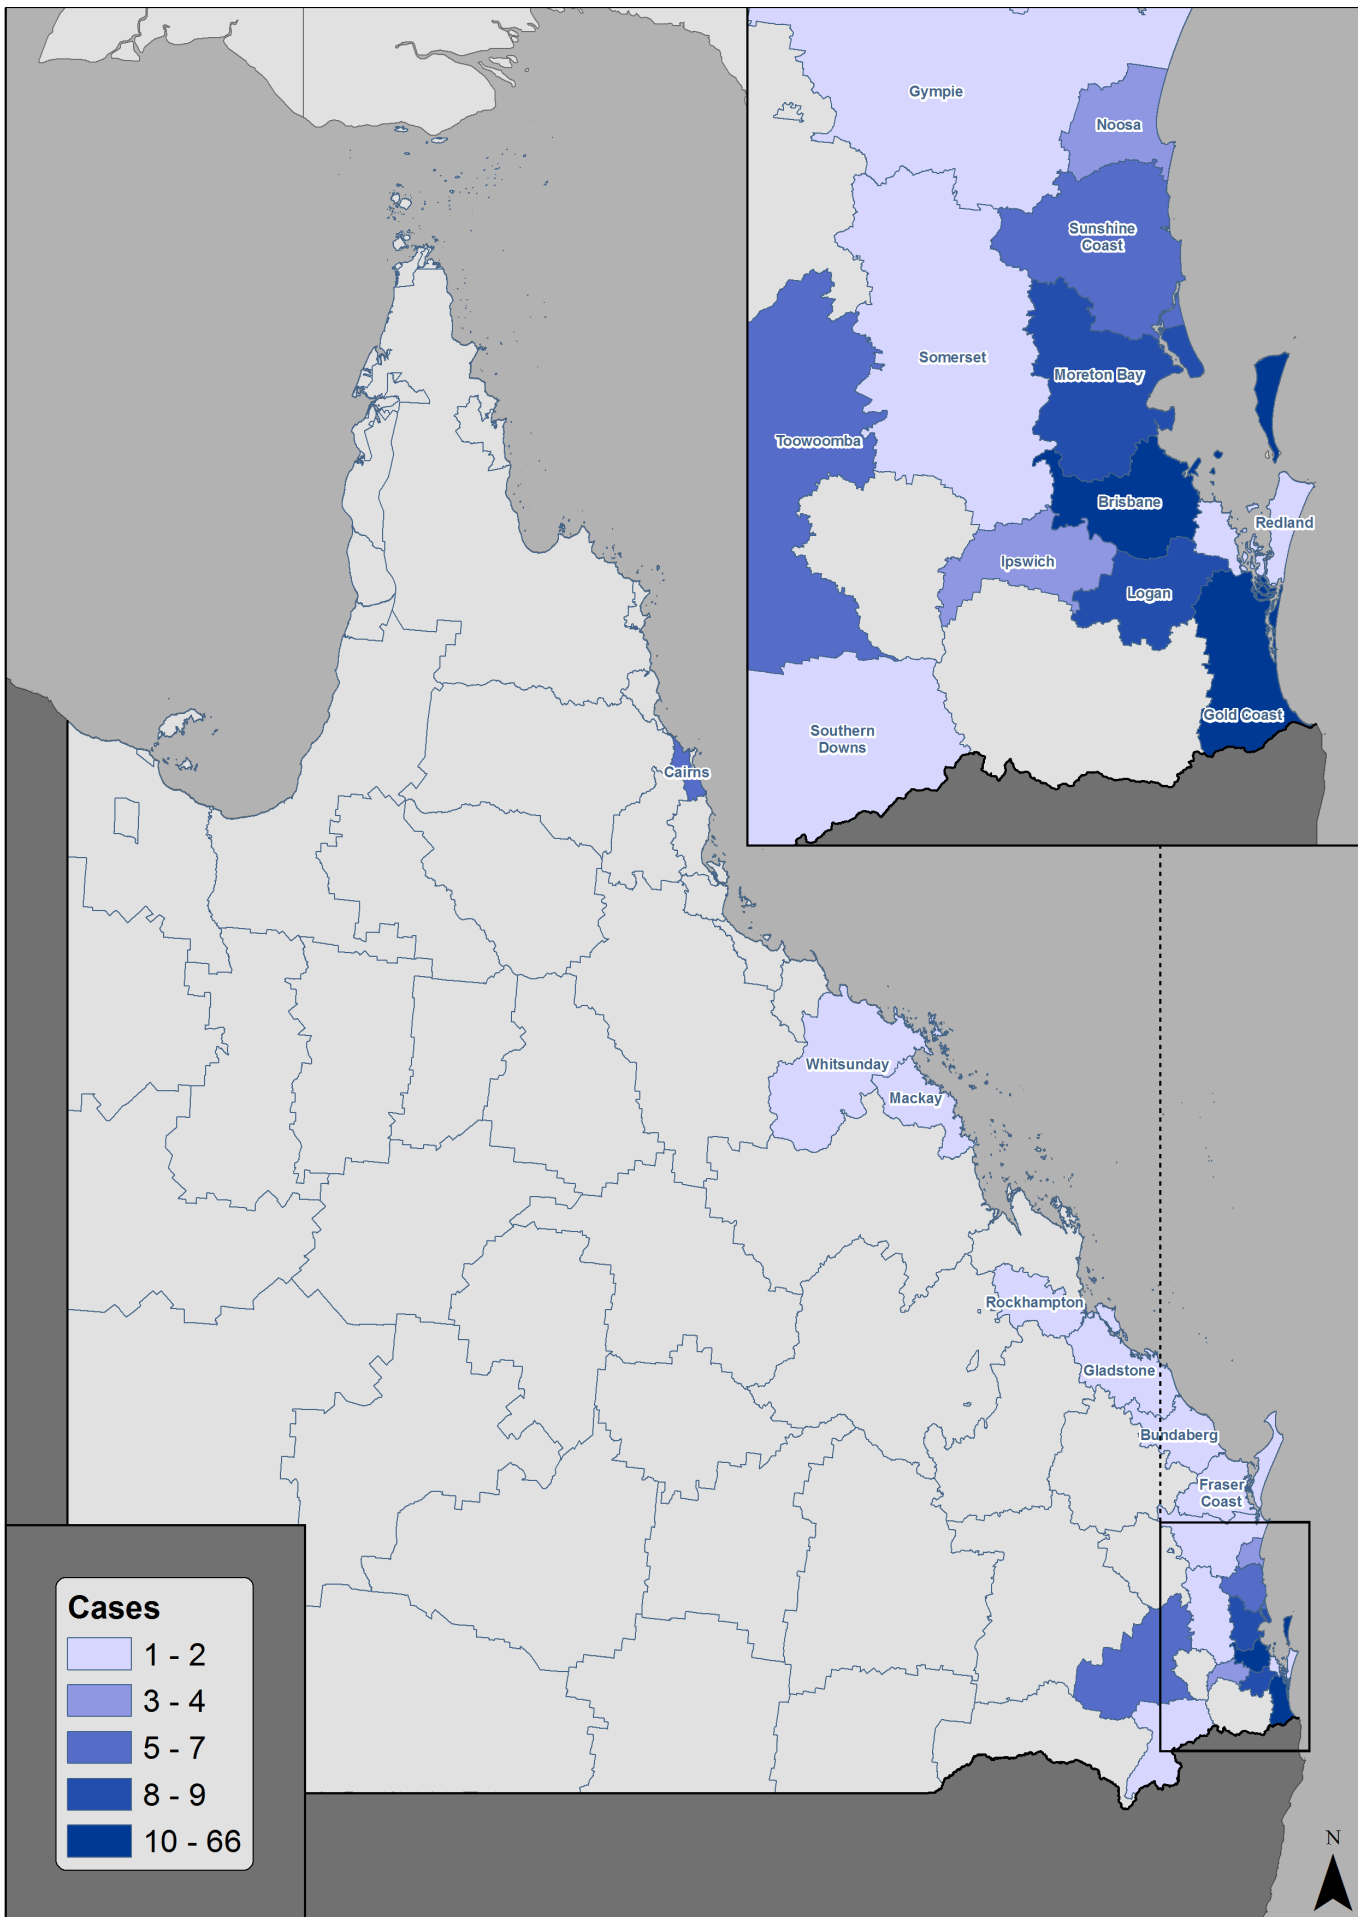 Gympie
Noosa
Sunshine
Coast
Somerset
Moreton Bay
Toowoomba
Brisbane
Redland
Ipswich
Logan
Gold Coast
Southern
Downs
Cairns
Whitsunday
Mackay
Rockhampton
Gladstone
Bundaberg
Fraser
Coast
Cases
1 - 2
3 - 4
5 - 7
8 - 9
10 - 66
N